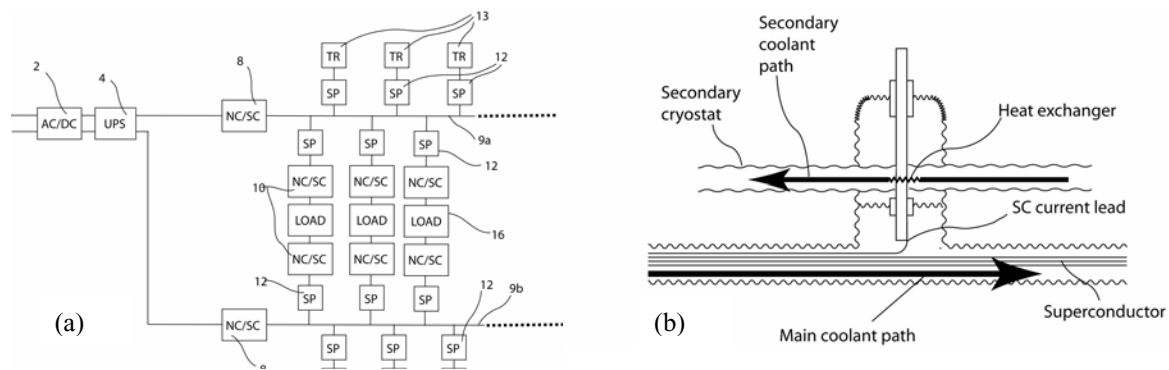 13
TR TR TR
12
SP SP SP
2
4
8
AC/DC
UPS
NC/SC
9a
SP SP SP
12
10
NC/SC NC/SC NC/SC
LOAD LOAD LOAD
16
NC/SC NC/SC NC/SC
12
SP SP SP
12
9b
(a)
NC/SC
8
SP SP SP
Secondary
coolant
path
Secondary
cryostat
Heat exchanger
SC current lead
Superconductor
(b)
Main coolant path